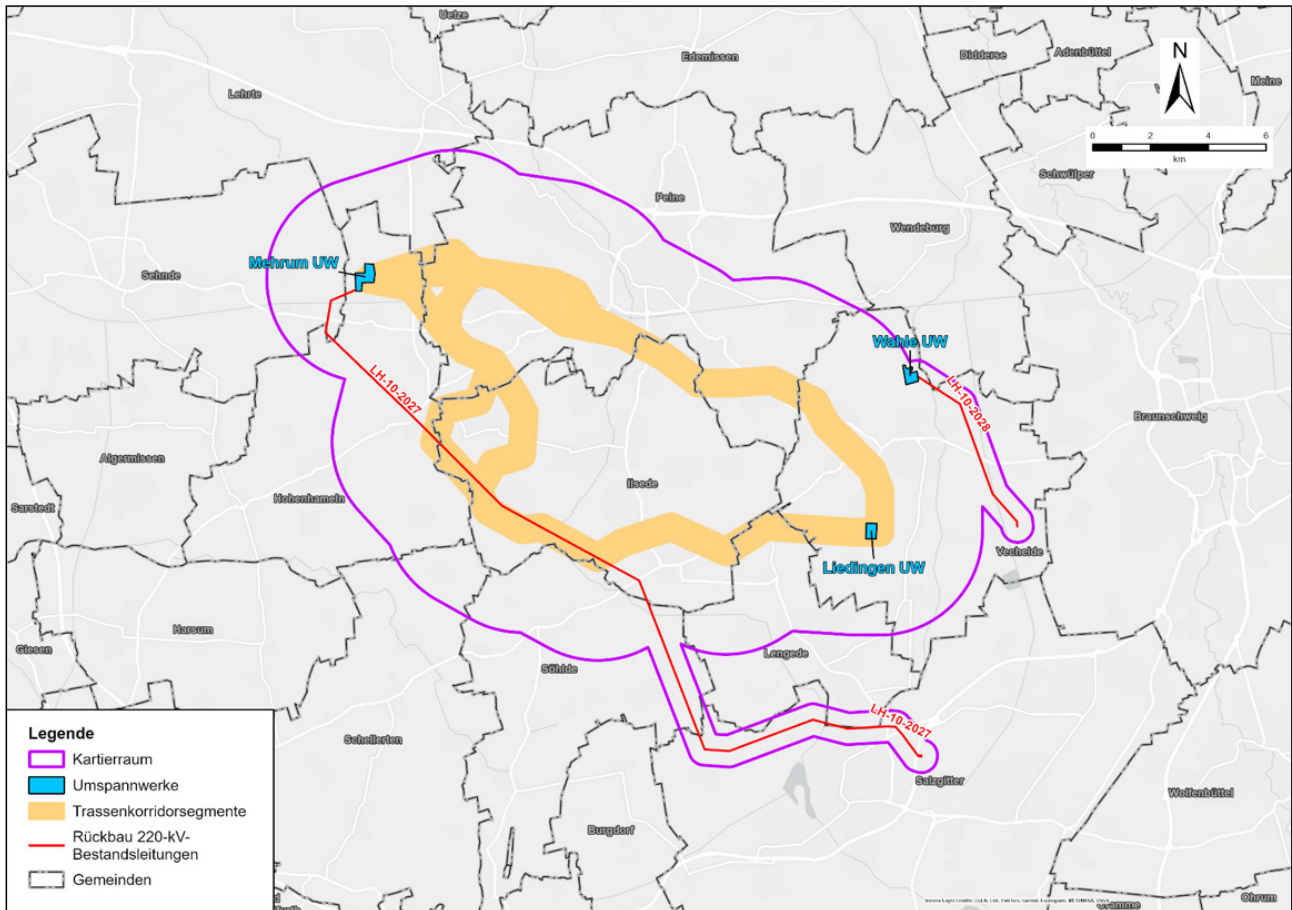 Uetze
Edemissen
Didderse
Adenbüttel
Meine
Lehrte
N
0 2 4 6
km
Schwülper
Peine
Wendeburg
Mehrum UW
Sehnde
Wahle UW
LH-10-2027
LH-10-2028
Braunschweig
Algermissen
Ilsede
Hohenhameln
Sarstedt
Vechelde
Liedingen UW
Harsum
Giesen
Lengede
Söhlde
LH-10-2027
Schellerten
Salzgitter
Wolfenbüttel
Burgdorf
Legende
Kartierraum
Umspannwerke
Trassenkorridorsegmente
Rückbau 220-kV-
Bestandsleitungen
Gemeinden
Cramme
Ohrum